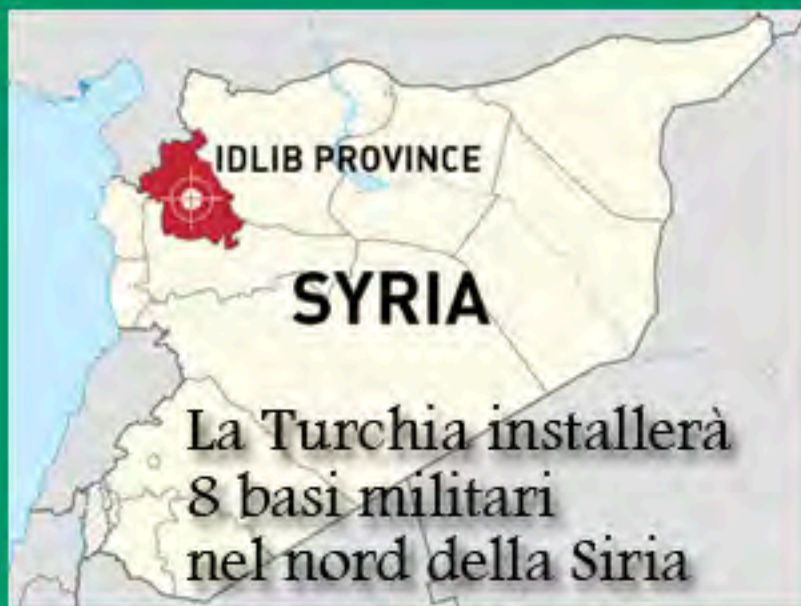 IDLIB PROVINCE
SYRIA
La Turchia installerà
8 basi militari
nel nord della Siria